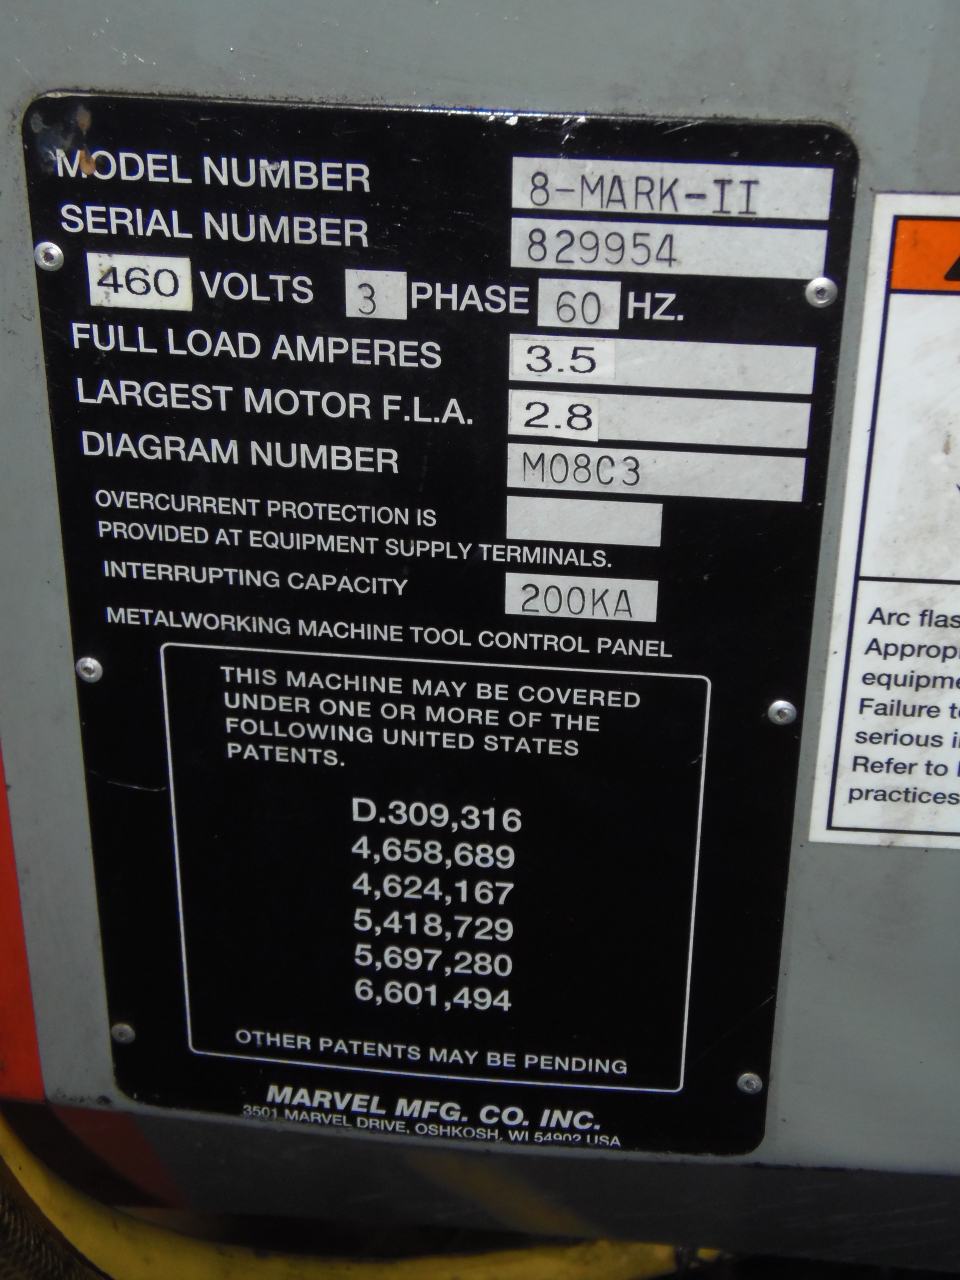 MODEL NUMBER 8-MARK-II
SERIAL NUMBER 829954
460 VOLTS 3 PHASE 60 HZ.
FULL LOAD AMPERES 3.5
LARGEST MOTOR F.L.A. 2.8
DIAGRAM NUMBER M08C3
OVERCURRENT PROTECTION IS
PROVIDED AT EQUIPMENT SUPPLY TERMINALS.
INTERRUPTING CAPACITY 200KA
METALWORKING MACHINE TOOL CONTROL PANEL
THIS MACHINE MAY BE COVERED
UNDER ONE OR MORE OF THE
FOLLOWING UNITED STATES
PATENTS.
D.309,316
4,658,689
4,624,167
5,418,729
5,697,280
6,601,494
OTHER PATENTS MAY BE PENDING
MARVEL MFG. CO. INC.
3501 MARVEL DRIVE, OSHKOSH, WI 54902 USA
Arc flas
Appropr
equipme
Failure t
serious i
Refer to
practices